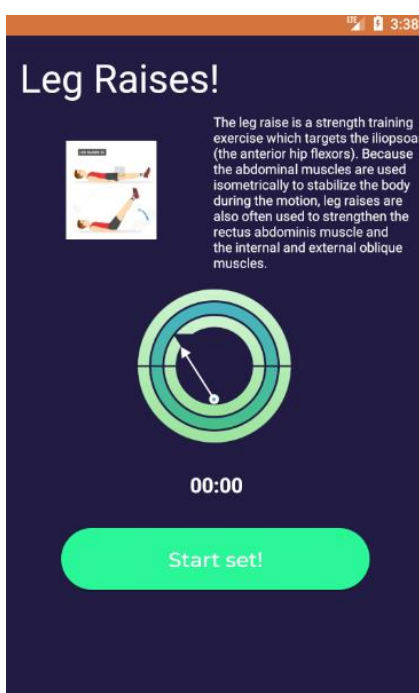 LTE 3:38
Leg Raises!
The leg raise is a strength training
exercise which targets the iliopsoas
(the anterior hip flexors). Because
the abdominal muscles are used
isometrically to stabilize the body
during the motion, leg raises are
also often used to strengthen the
rectus abdominis muscle and
the internal and external oblique
muscles.
00:00
Start set!